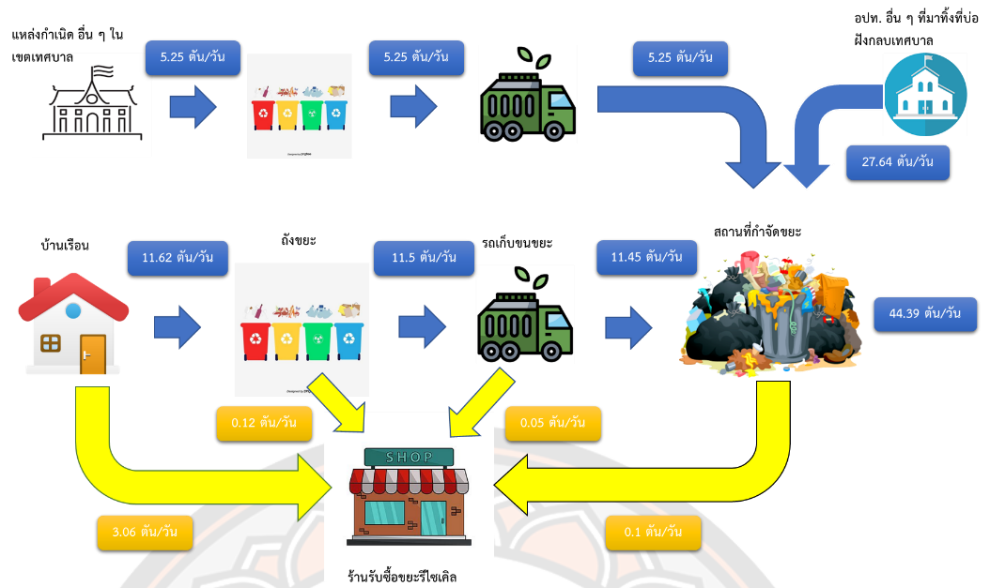 แหล่งกำเนิด อื่น ๆ ใน
เขตเทศบาล
5.25 ตัน/วัน
5.25 ตัน/วัน
5.25 ตัน/วัน
อปท. อื่น ๆ ที่มาทิ้งที่บ่อ
ฝังกลบเทศบาล
27.64 ตัน/วัน
บ้านเรือน
11.62 ตัน/วัน
ถังขยะ
11.5 ตัน/วัน
รถเก็บขนขยะ
11.45 ตัน/วัน
สถานที่กำจัดขยะ
44.39 ตัน/วัน
0.12 ตัน/วัน
0.05 ตัน/วัน
SHOP
3.06 ตัน/วัน
0.1 ตัน/วัน
ร้านรับซื้อขยะรีไซเคิล